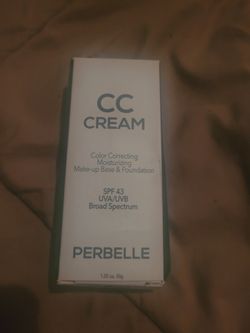 CC
CREAM
Color Correcting
Moisturizing
Make-up Base & Foundation
SPF 43
UVA/UVB
Broad Spectrum
PERBELLE